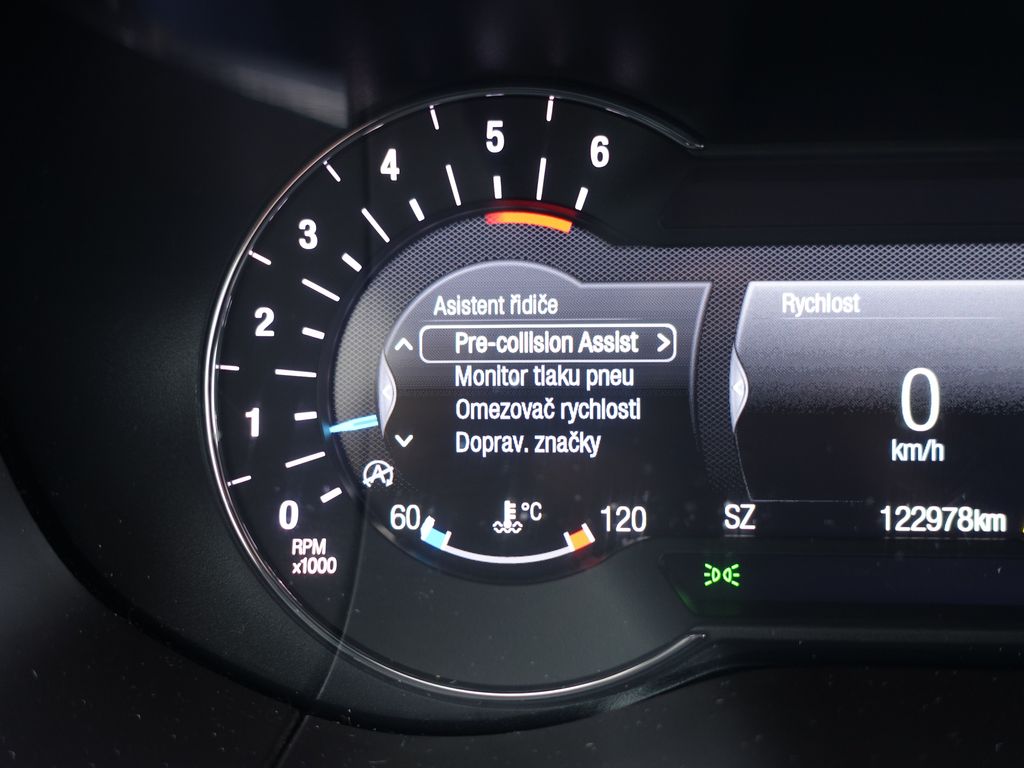 6
5
4
3
2
1
0
RPM
x1000
Asistent řidiče
Pre-collision Assist
Monitor tlaku pneu
Omezovač rychlosti
Doprav. značky
60 °C 120
A
Rychlost
0
km/h
SZ 122978km